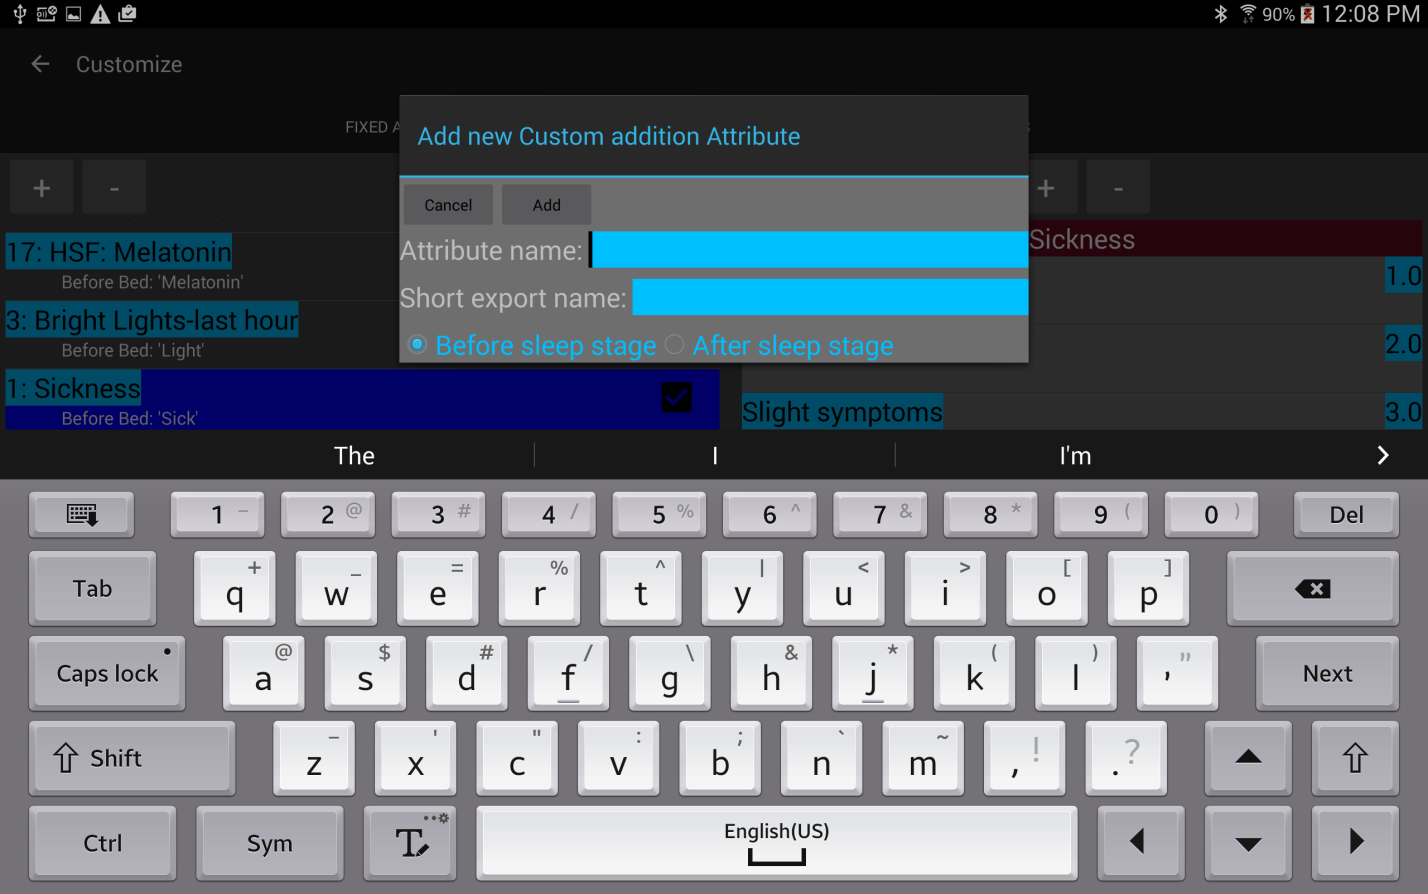 90% 12:08 PM
Customize
FIXED A
Add new Custom addition Attribute
+ -
Cancel Add
+ -
Attribute name:
Short export name:
Before sleep stage After sleep stage
17: HSF: Melatonin
Before Bed: 'Melatonin'
3: Bright Lights-last hour
Before Bed: 'Light'
1: Sickness
Before Bed: 'Sick'
Sickness
1.0
2.0
Slight symptoms 3.0
The I I'm
1 - 2 @ 3 # 4 / 5 % 6 ^ 7 & 8 * 9 ( 0 ) Del
Tab q + w _ e = r % t ^ y | u < i > o [ p ]
Caps lock a @ s $ d # f / g \ h & j * k ( l ) ' " Next
Shift z - x ' c " v : b ; n ` m ~ , ! . ?
Ctrl Sym T English(US)